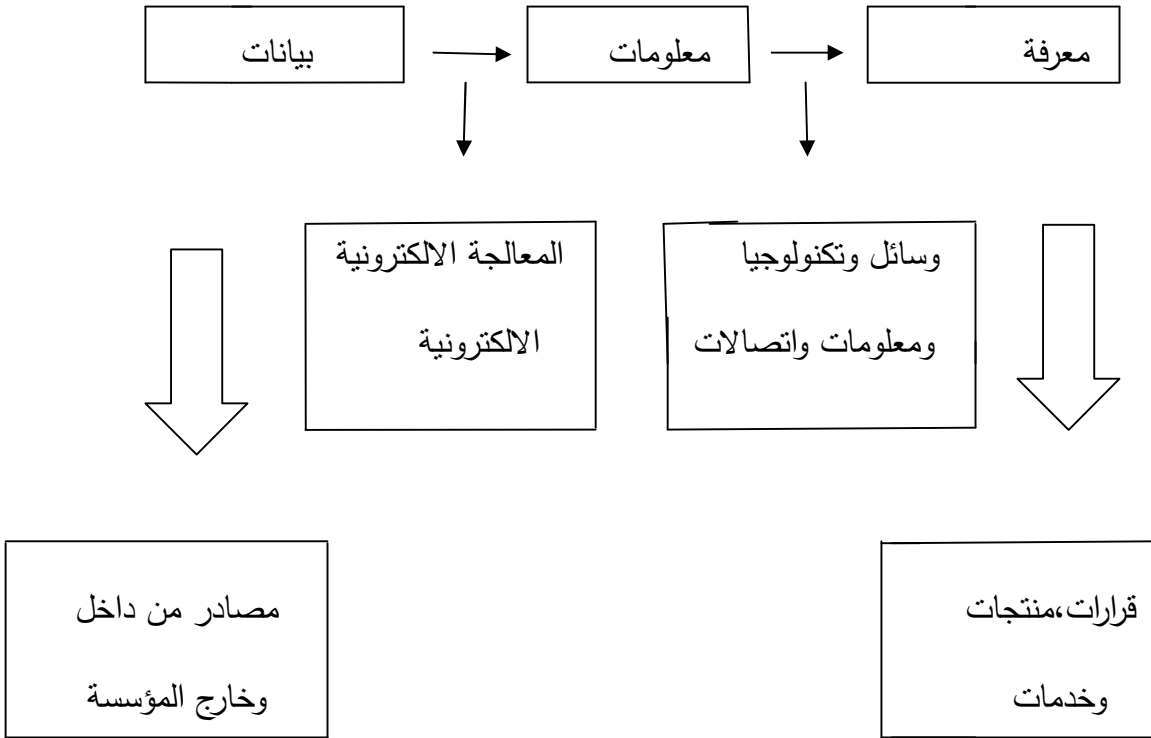 بيانات
معلومات
معرفة
المعالجة الالكترونية
الالكترونية
وسائل وتكنولوجيا
ومعلومات واتصالات
مصادر من داخل
وخارج المؤسسة
قرارات،منتجات
وخدمات